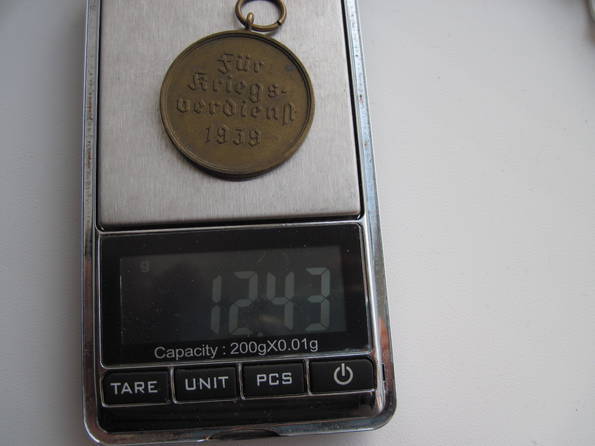 Für
Kriegs-
verdienst
1939
g
12.43
Capacity : 200gX0.01g
TARE UNIT PCS